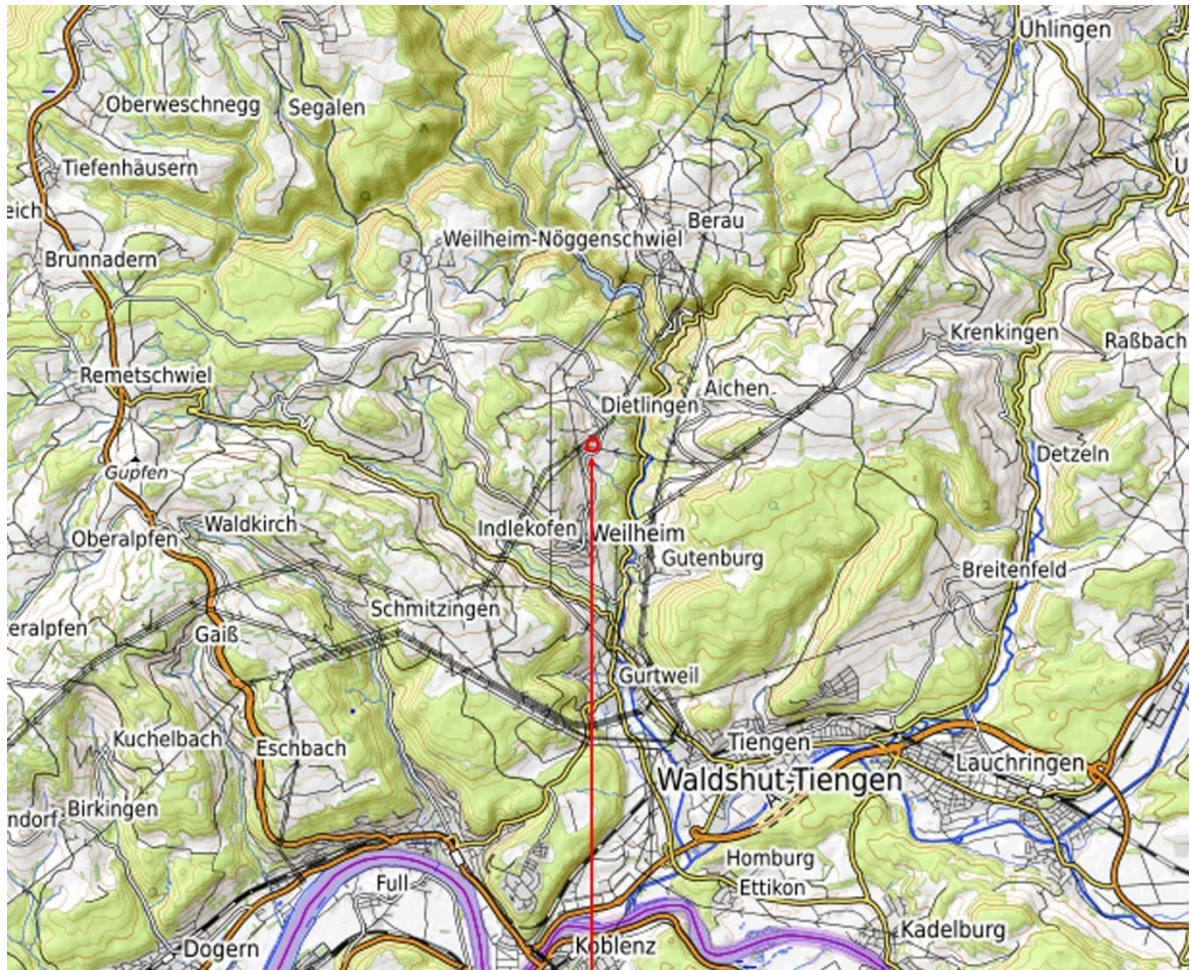 Ühlingen
Oberweschnegg
Segalen
Tiefenhäusern
U
eich
Berau
Weilheim-Nöggenschwiel
Brunnadern
Krenkingen
Raßbach
Remetschwiel
Aichen
Dietlingen
Detzeln
Gupfen
Waldkirch
Indlekofen
Weilheim
Oberalpfen
Gutenburg
Breitenfeld
Schmitzingen
eralpfen
Gaiß
Gurtweil
Kuchelbach
Eschbach
Tiengen
Lauchringen
Waldshut-Tiengen
Birkingen
ndorf
Homburg
Full
Ettikon
Kadelburg
Dogern
Koblenz